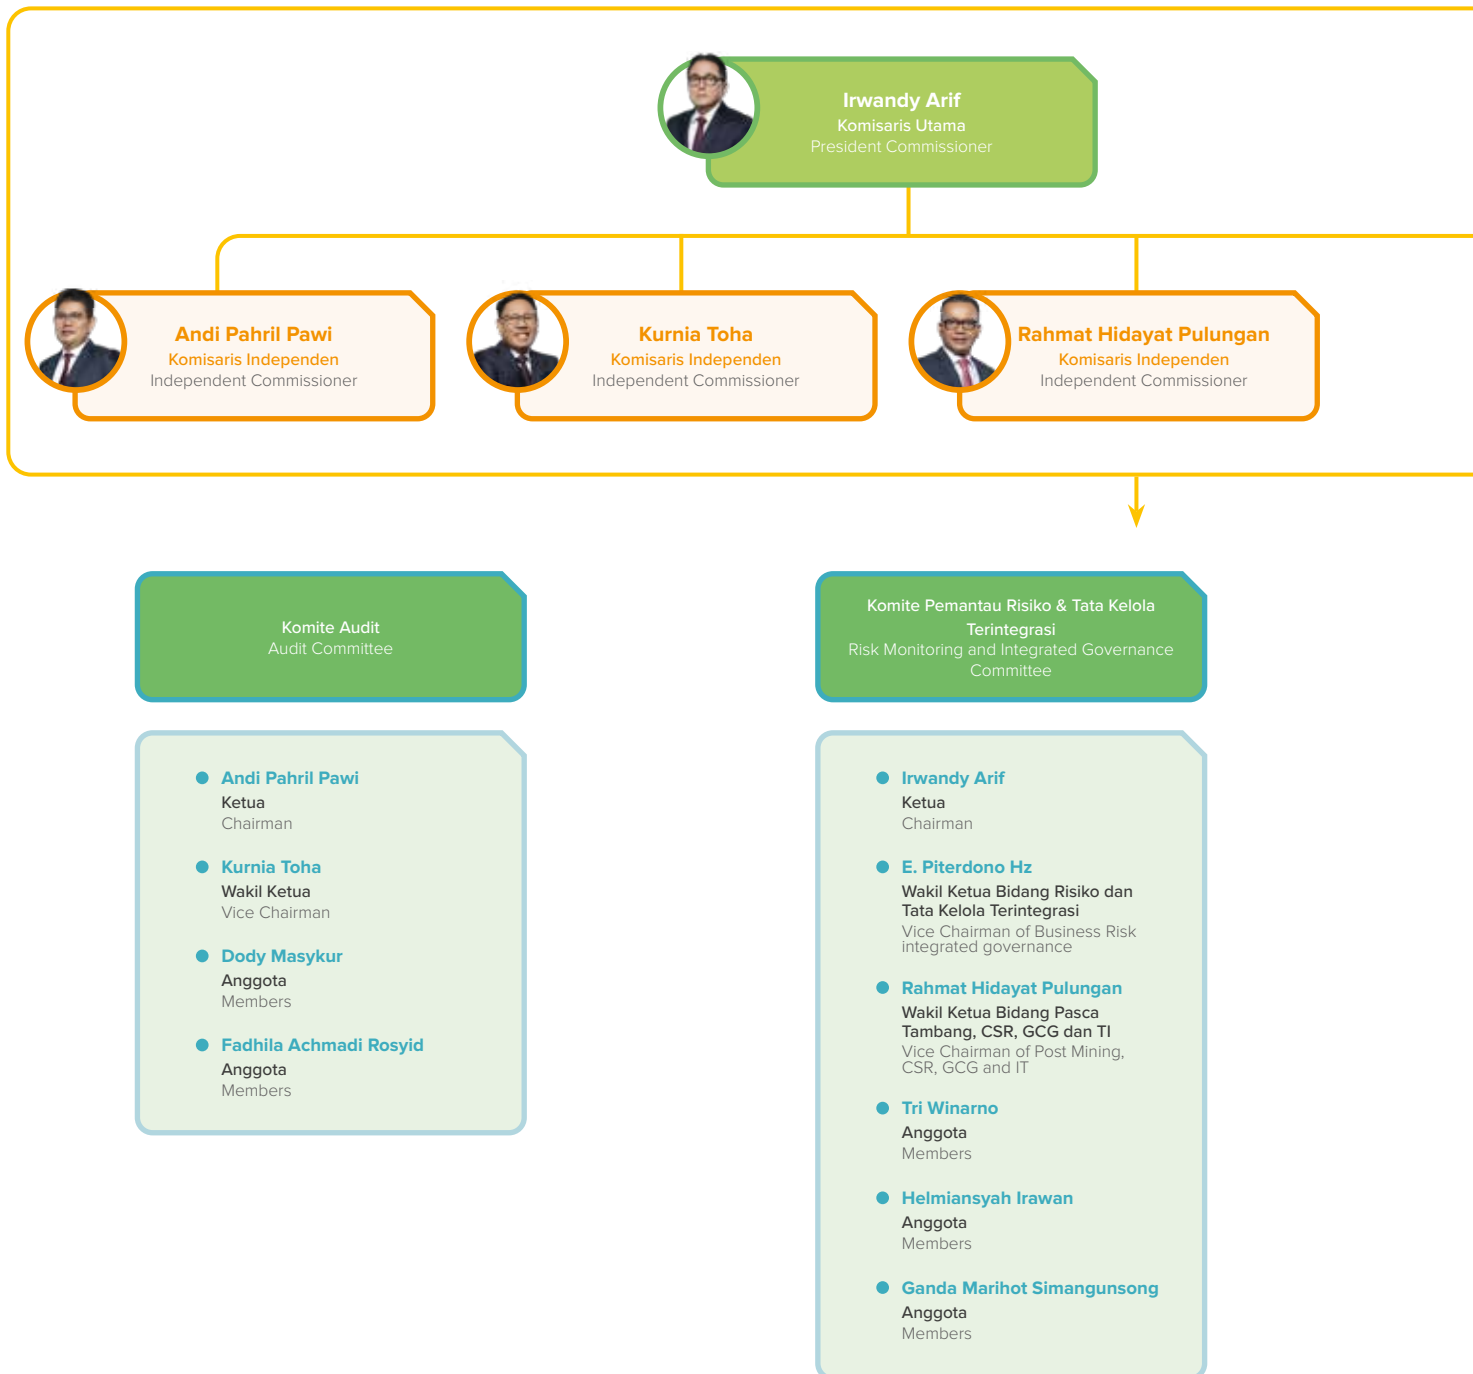 Irwandy Arif
Komisaris Utama
President Commissioner
Andi Pahril Pawi
Komisaris Independen
Independent Commissioner
Kurnia Toha
Komisaris Independen
Independent Commissioner
Rahmat Hidayat Pulungan
Komisaris Independen
Independent Commissioner
Komite Audit
Audit Committee
Andi Pahril Pawi
Ketua
Chairman
Kurnia Toha
Wakil Ketua
Vice Chairman
Dody Masykur
Anggota
Members
Fadhila Achmadi Rosyid
Anggota
Members
Komite Pemantau Risiko & Tata Kelola
Terintegrasi
Risk Monitoring and Integrated Governance
Committee
Irwandy Arif
Ketua
Chairman
E. Piterdono Hz
Wakil Ketua Bidang Risiko dan
Tata Kelola Terintegrasi
Vice Chairman of Business Risk
integrated governance
Rahmat Hidayat Pulungan
Wakil Ketua Bidang Pasca
Tambang, CSR, GCG dan TI
Vice Chairman of Post Mining,
CSR, GCG and IT
Tri Winarno
Anggota
Members
Helmiansyah Irawan
Anggota
Members
Ganda Marihot Simangunsong
Anggota
Members